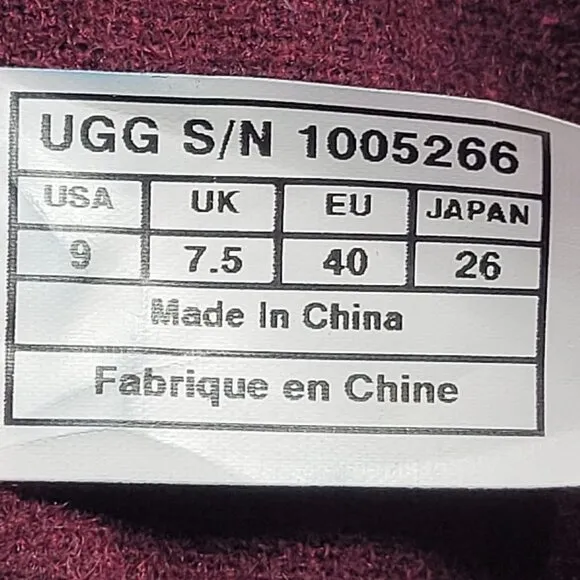 UGG S/N 1005266
USA UK EU JAPAN
9 7.5 40 26
Made In China
Fabrique en Chine